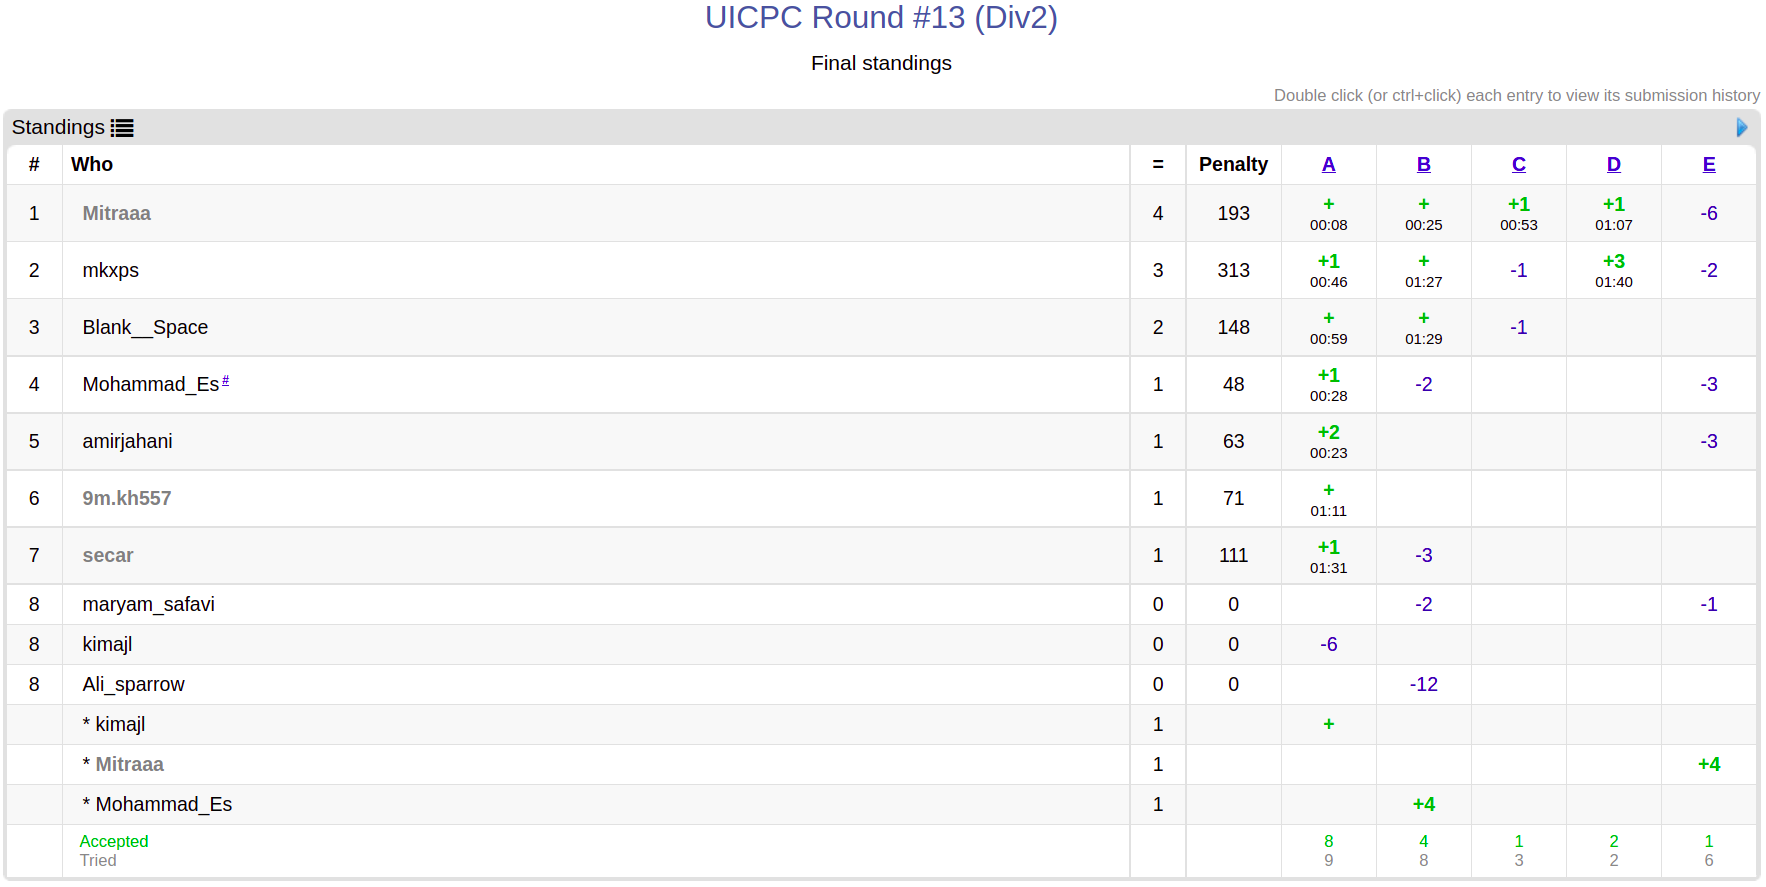 UICPC Round #13 (Div2)
Final standings
Double click (or ctrl+click) each entry to view its submission history
Standings
# Who = Penalty A B C D E
1 Mitraaa 4 193 + 00:08 + 00:25 +1 00:53 +1 01:07 -6
2 mkxps 3 313 +1 00:46 + 01:27 -1 +3 01:40 -2
3 Blank__Space 2 148 + 00:59 + 01:29 -1
4 Mohammad_Es # 1 48 +1 00:28 -2 -3
5 amirjahani 1 63 +2 00:23 -3
6 9m.kh557 1 71 + 01:11
7 secar 1 111 +1 01:31 -3
8 maryam_safavi 0 0 -2 -1
8 kimajl 0 0 -6
8 Ali_sparrow 0 0 -12
* kimajl 1 +
* Mitraaa 1 +4
* Mohammad_Es 1 +4
Accepted 8 4 1 2 1
Tried 9 8 3 2 6